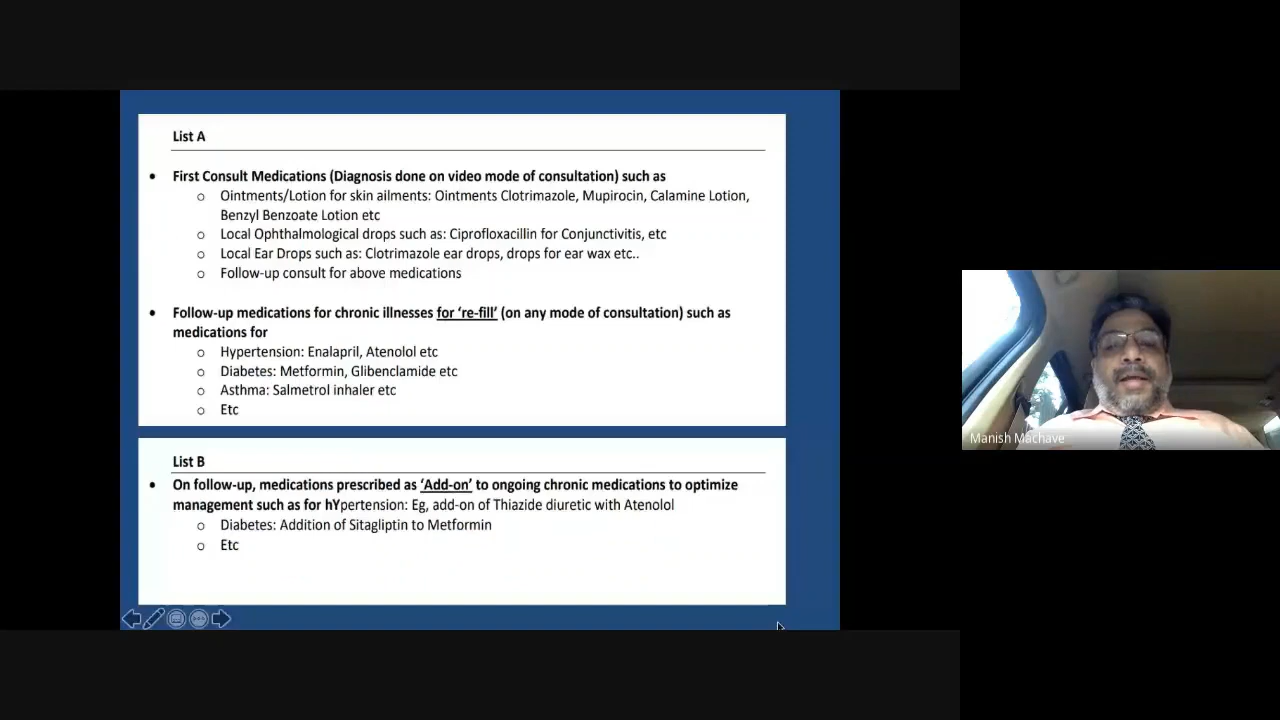 List A
• First Consult Medications (Diagnosis done on video mode of consultation) such as
o Ointments/Lotion for skin ailments: Ointments Clotrimazole, Mupirocin, Calamine Lotion,
Benzyl Benzoate Lotion etc
o Local Ophthalmological drops such as: Ciprofloxacillin for Conjunctivitis, etc
o Local Ear Drops such as: Clotrimazole ear drops, drops for ear wax etc..
o Follow-up consult for above medications
• Follow-up medications for chronic illnesses for ‘re-fill’ (on any mode of consultation) such as
medications for
o Hypertension: Enalapril, Atenolol etc
o Diabetes: Metformin, Glibenclamide etc
o Asthma: Salmetrol inhaler etc
o Etc
List B
• On follow-up, medications prescribed as ‘Add-on’ to ongoing chronic medications to optimize
management such as for hYpertension: Eg, add-on of Thiazide diuretic with Atenolol
o Diabetes: Addition of Sitagliptin to Metformin
o Etc
Manish Machave